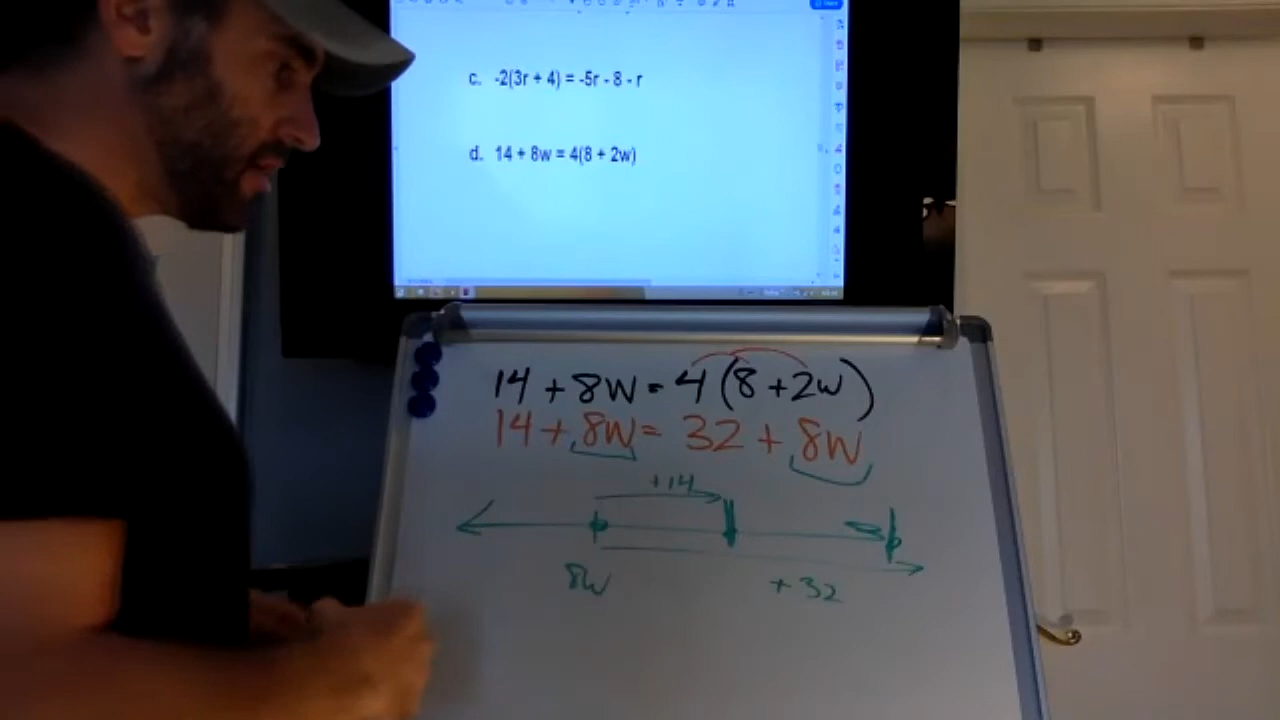 c. -2(3r + 4) = -5r - 8 - r
d. 14 + 8w = 4(8 + 2w)
14 + 8w = 4(8 + 2w)
14 + 8w = 32 + 8w
+14
8w
+32